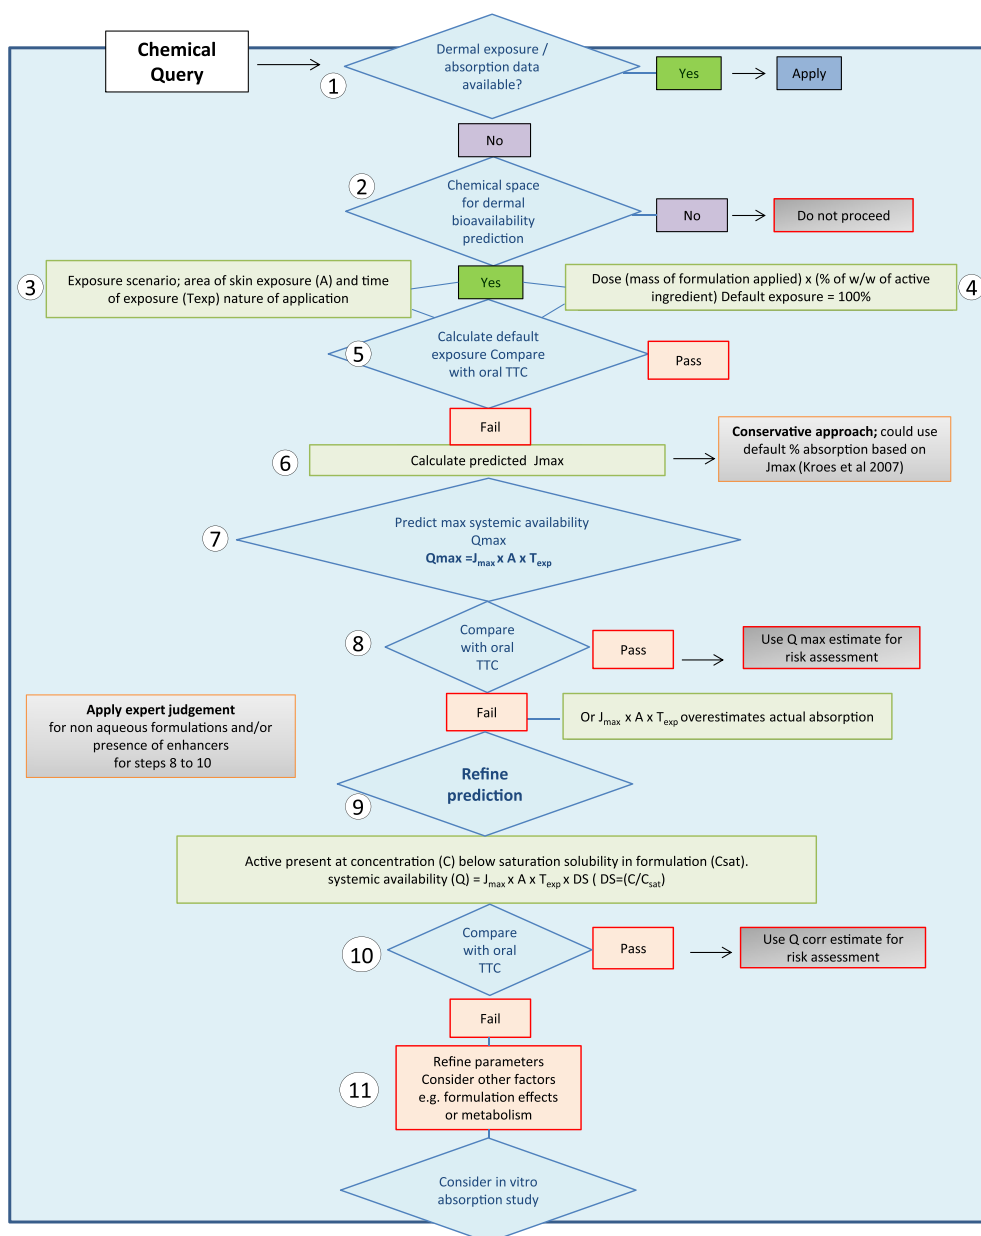 Chemical
Query
1
Dermal exposure /
absorption data
available?
Yes
Apply
No
2
Chemical space
for dermal
bioavailability
prediction
No
Do not proceed
3
Exposure scenario; area of skin exposure (A) and time
of exposure (Texp) nature of application
Yes
Dose (mass of formulation applied) x (% of w/w of active
ingredient) Default exposure = 100%
4
5
Calculate default
exposure Compare
with oral TTC
Pass
Fail
6
Calculate predicted Jmax
Conservative approach; could use
default % absorption based on
Jmax (Kroes et al 2007)
7
Predict max systemic availability
Qmax
Qmax =Jmax x A x Texp
8
Compare
with oral
TTC
Pass
Use Q max estimate for
risk assessment
Fail
Or Jmax x A x Texp overestimates actual absorption
Apply expert judgement
for non aqueous formulations and/or
presence of enhancers
for steps 8 to 10
9
Refine
prediction
Active present at concentration (C) below saturation solubility in formulation (Csat).
systemic availability (Q) = Jmax x A x Texp x DS ( DS=(C/Csat)
10
Compare
with oral
TTC
Pass
Use Q corr estimate for
risk assessment
Fail
11
Refine parameters
Consider other factors
e.g. formulation effects
or metabolism
Consider in vitro
absorption study